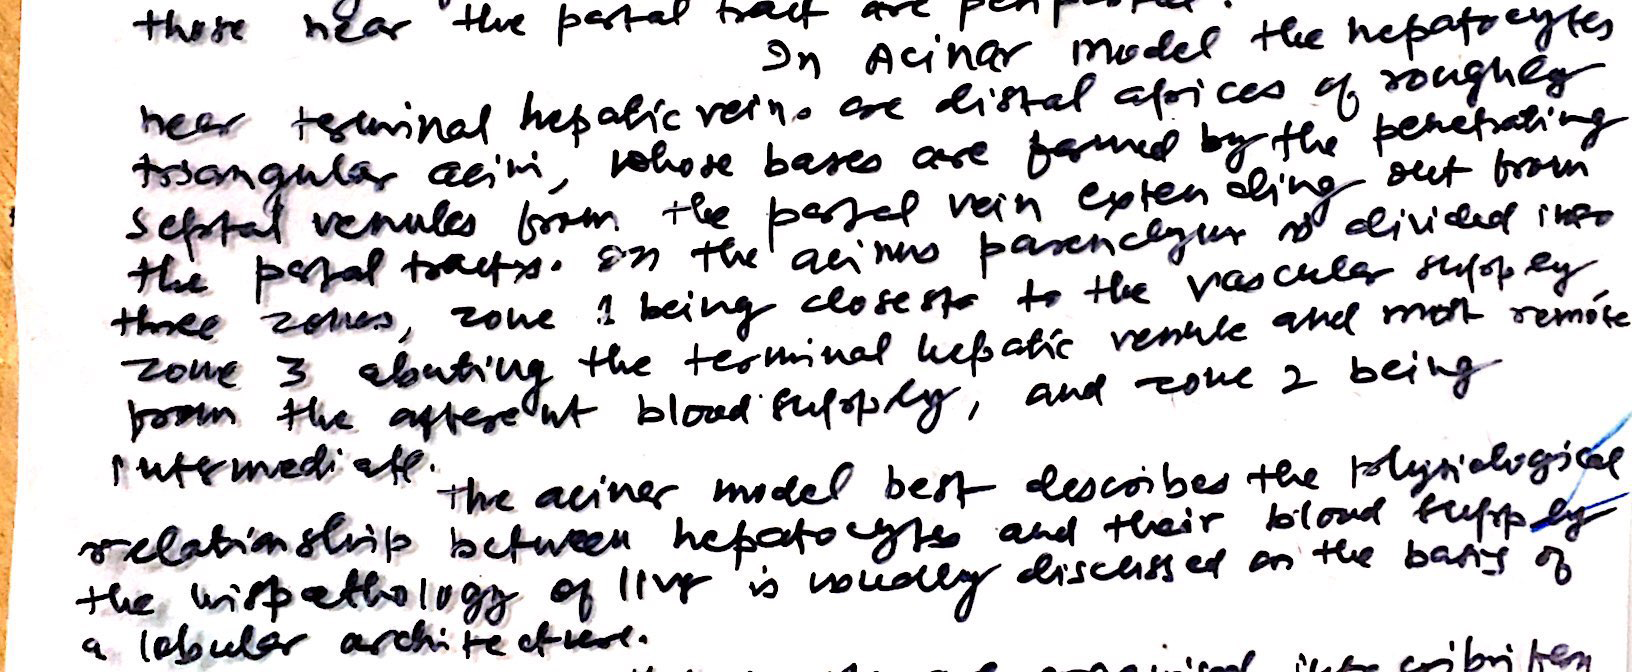 those near the portal tract are periportal.
In Acinar model the hepatocytes
near terminal hepatic vein. are distal apices of roughly
triangular acini, whose bases are formed by the penetrating
septal venules from the portal vein extending out from
the portal tracts. In the acinus parenchyma is divided into
three zones, zone 1 being closest to the vascular supply,
zone 3 abuting the terminal hepatic venule and most remote
from the afferent blood supply, and zone 2 being
intermediate.
the acinar model best describes the physiological
relationship between hepatocytes and their blood supply
the hispathology of liver is usually discussed on the basis of
a lobular architecture.